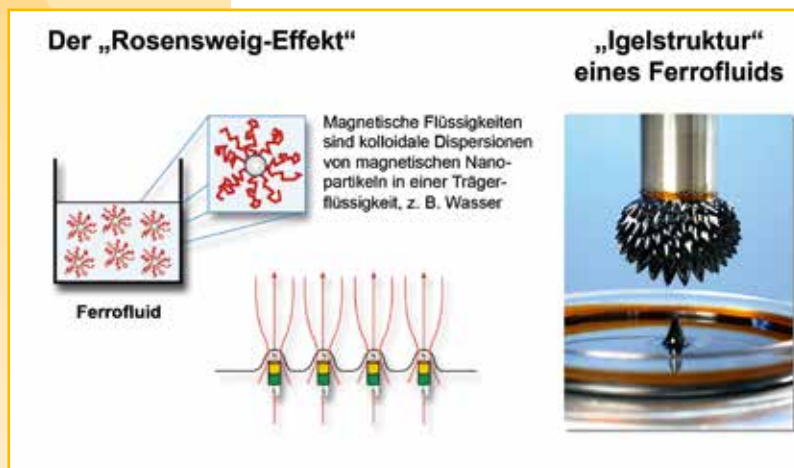 Der „Rosensweig-Effekt“
Magnetische Flüssigkeiten
sind kolloidale Dispersionen
von magnetischen Nano-
partikeln in einer Träger-
flüssigkeit, z. B. Wasser
Ferrofluid
„Igelstruktur“
eines Ferrofluids